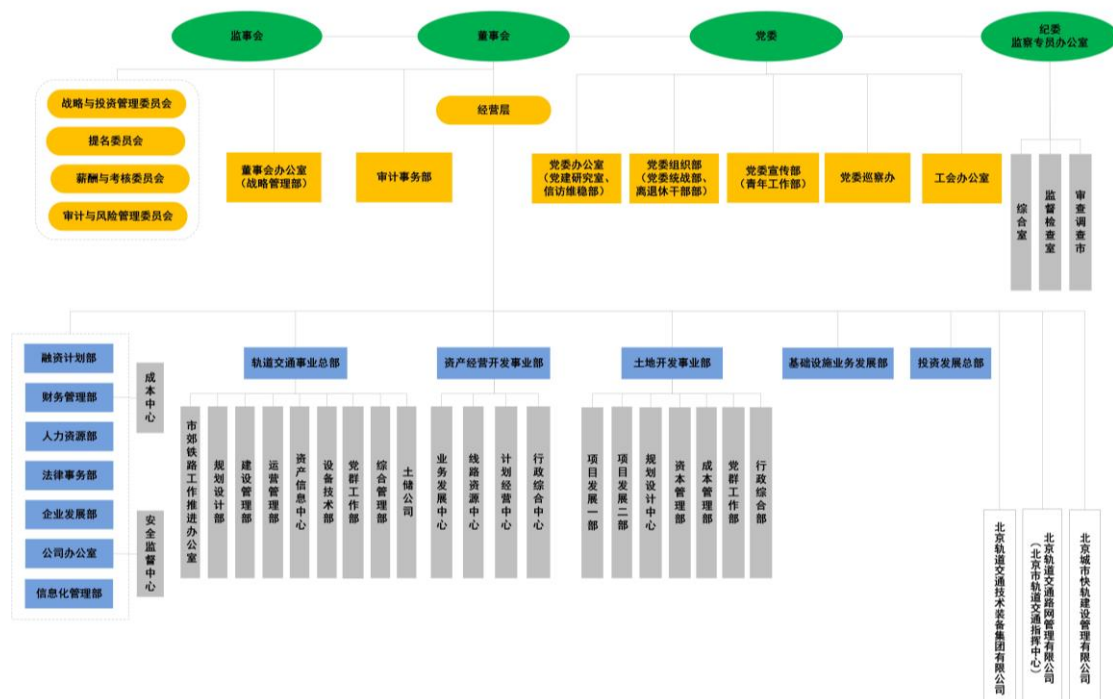 监事会
董事会
党委
纪委
监察专员办公室
战略与投资管理委员会
提名委员会
薪酬与考核委员会
审计与风险管理委员会
经营层
董事会办公室
（战略管理部）
审计事务部
党委办公室
（党建研究室、
信访维稳部）
党委组织部
（党委统战部、
离退休干部部）
党委宣传部
（青年工作部）
党委巡察办
工会办公室
综合室
监督检查室
审查调查市
融资计划部
财务管理部
人力资源部
法律事务部
企业发展部
公司办公室
信息化管理部
成本中心
安全监督中心
轨道交通事业总部
市郊铁路工作推进办公室
规划设计部
建设管理部
运营管理部
资产信息中心
设备技术部
党群工作部
综合管理部
土储公司
资产经营开发事业部
业务发展中心
线路资源中心
计划经营中心
行政综合中心
土地开发事业部
项目发展一部
项目发展二部
规划设计中心
资本管理部
成本管理部
党群工作部
行政综合部
基础设施业务发展部
投资发展总部
北京轨道交通技术装备集团有限公司
北京轨道交通路网管理有限公司
（北京市轨道交通指挥中心）
北京城市快轨建设管理有限公司